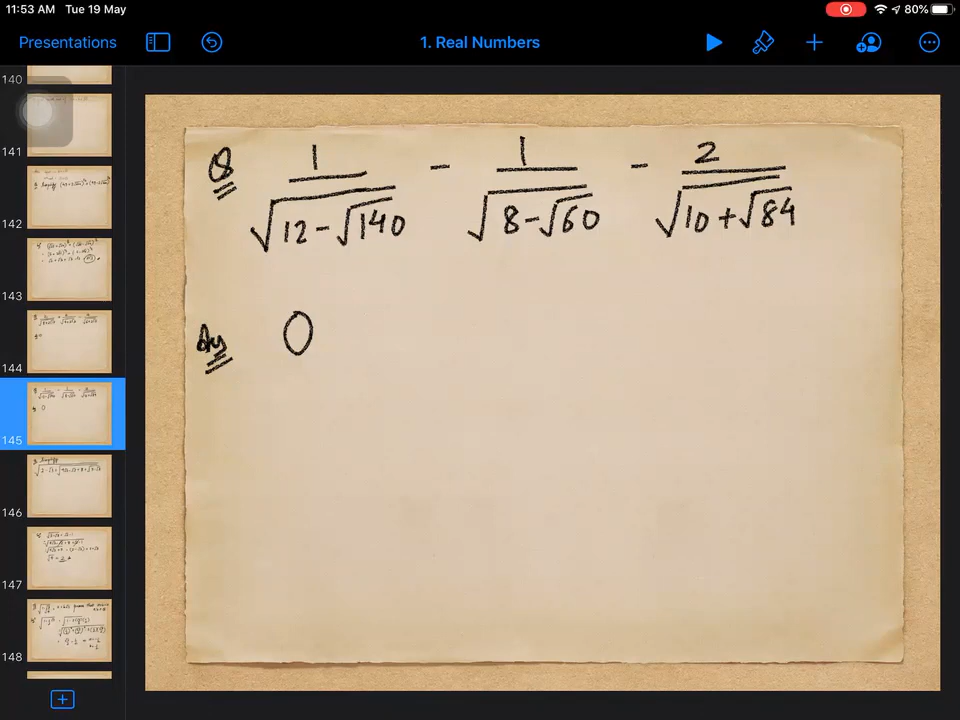 11:53 AM Tue 19 May 80%
Presentations 1. Real Numbers
140
141
142
143
144
145
146
147
148
Q 1/√(12-√140) - 1/√(8-√60) - 2/√(10+√84)
Ans 0